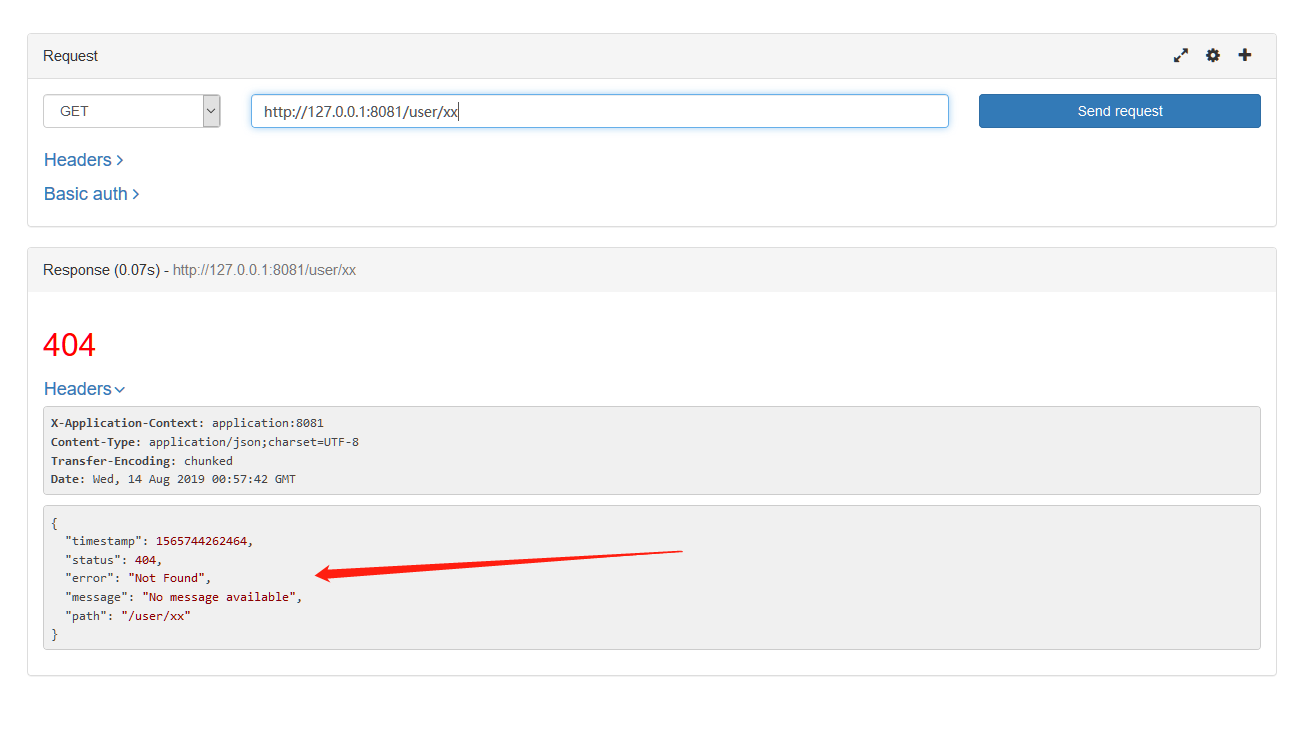 Request
GET
http://127.0.0.1:8081/user/xx
Send request
Headers
Basic auth
Response (0.07s) - http://127.0.0.1:8081/user/xx
404
Headers
X-Application-Context: application:8081
Content-Type: application/json;charset=UTF-8
Transfer-Encoding: chunked
Date: Wed, 14 Aug 2019 00:57:42 GMT
{
"timestamp": 1565744262464,
"status": 404,
"error": "Not Found",
"message": "No message available",
"path": "/user/xx"
}